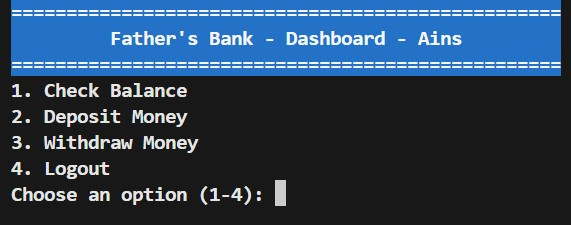 ==================================================
Father's Bank - Dashboard - Ains
==================================================
1. Check Balance
2. Deposit Money
3. Withdraw Money
4. Logout
Choose an option (1-4):